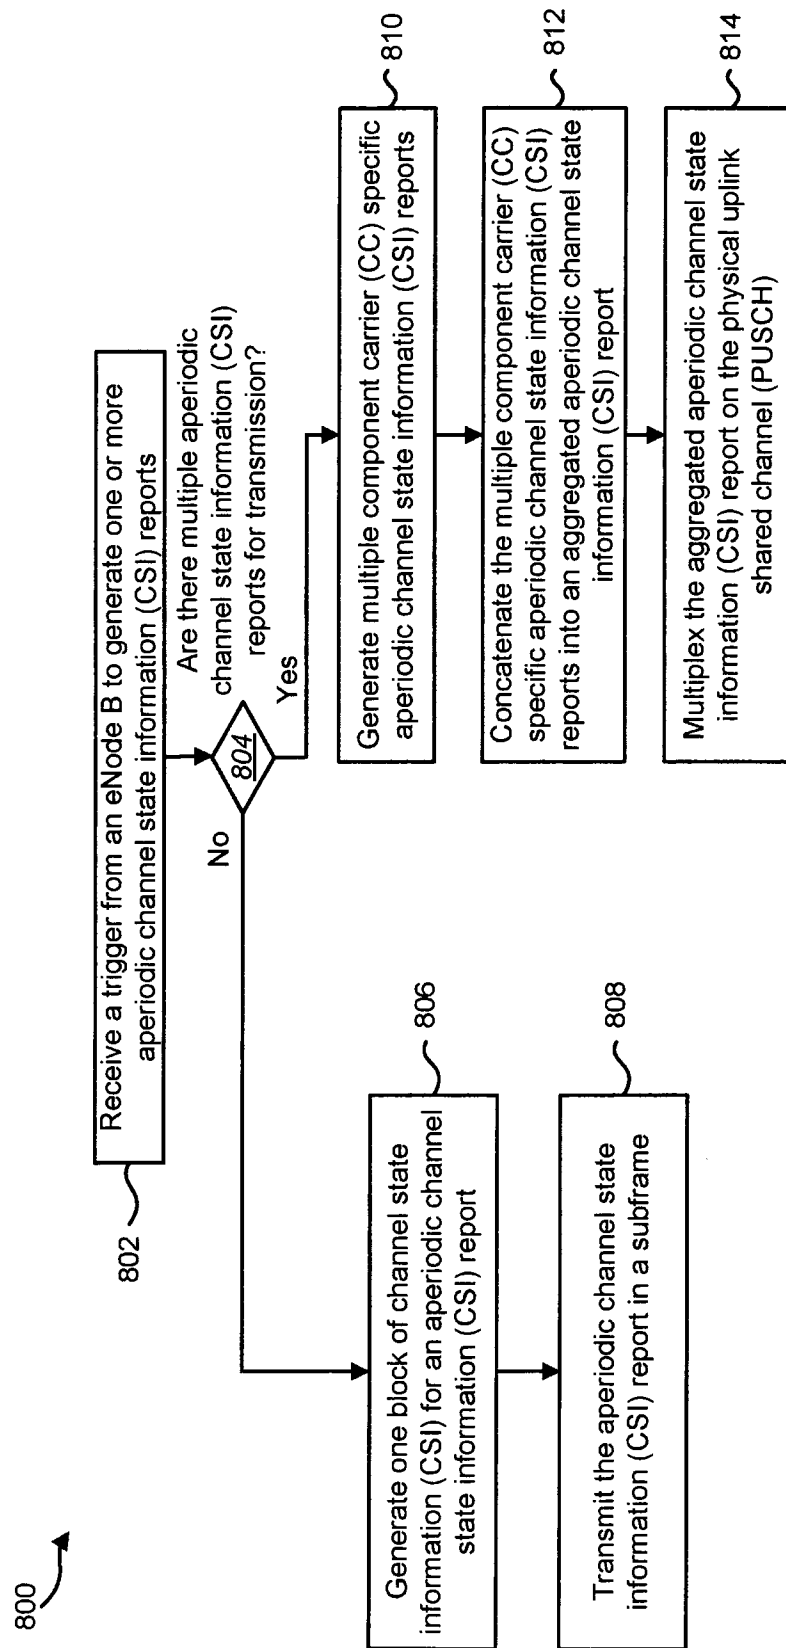 800
802
Receive a trigger from an eNode B to generate one or more
aperiodic channel state information (CSI) reports
Are there multiple aperiodic
channel state information (CSI)
reports for transmission?
804
No
Yes
806
Generate one block of channel state
information (CSI) for an aperiodic channel
state information (CSI) report
808
Transmit the aperiodic channel state
information (CSI) report in a subframe
810
Generate multiple component carrier (CC) specific
aperiodic channel state information (CSI) reports
812
Concatenate the multiple component carrier (CC)
specific aperiodic channel state information (CSI)
reports into an aggregated aperiodic channel state
information (CSI) report
814
Multiplex the aggregated aperiodic channel state
information (CSI) report on the physical uplink
shared channel (PUSCH)